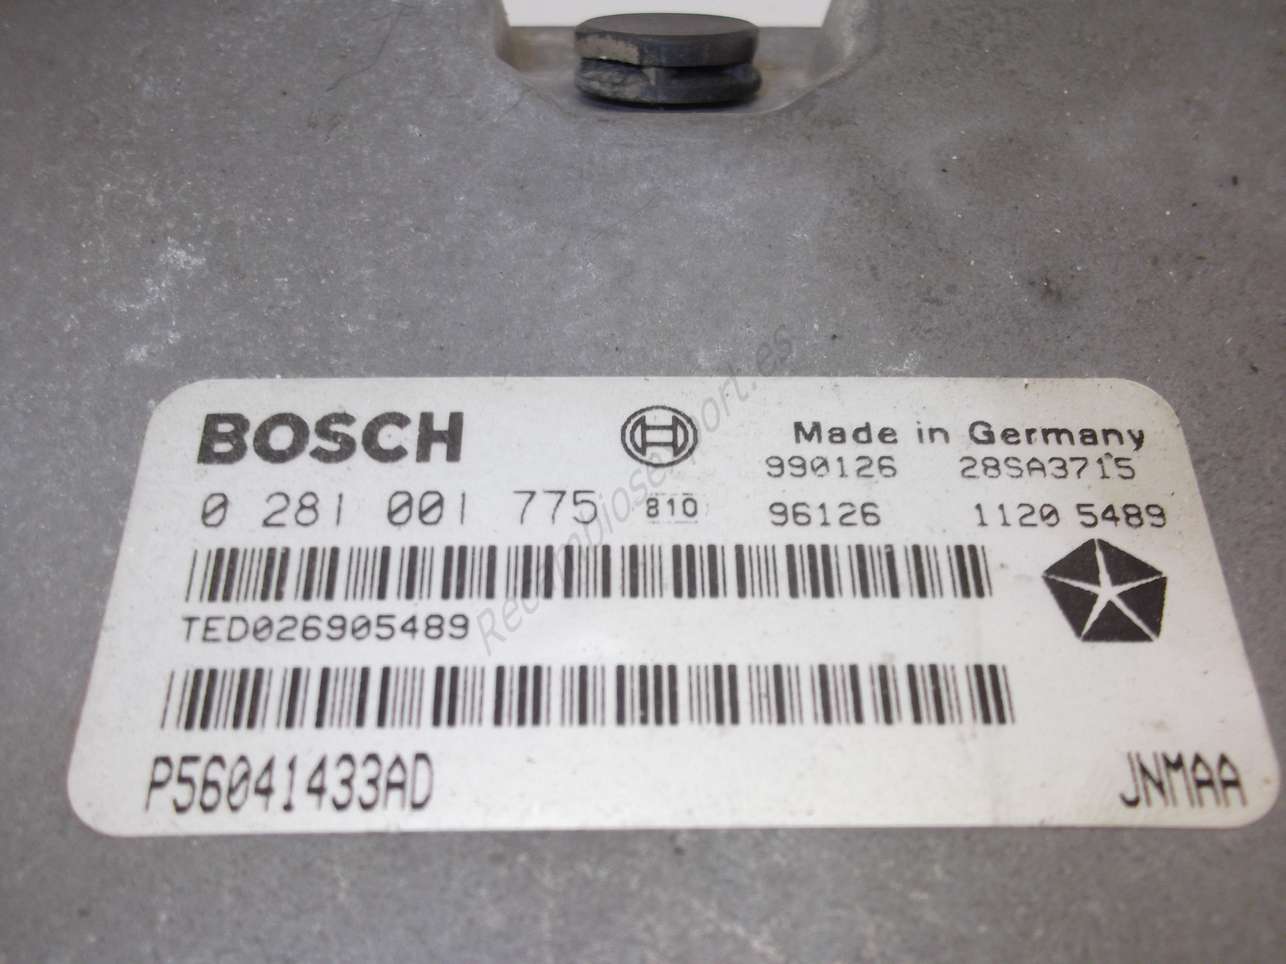 BOSCH
Made in Germany
990126 28SA3715
0 281 001 775 810 96126 1120 5489
TED026905489
P56041433AD JNMAA